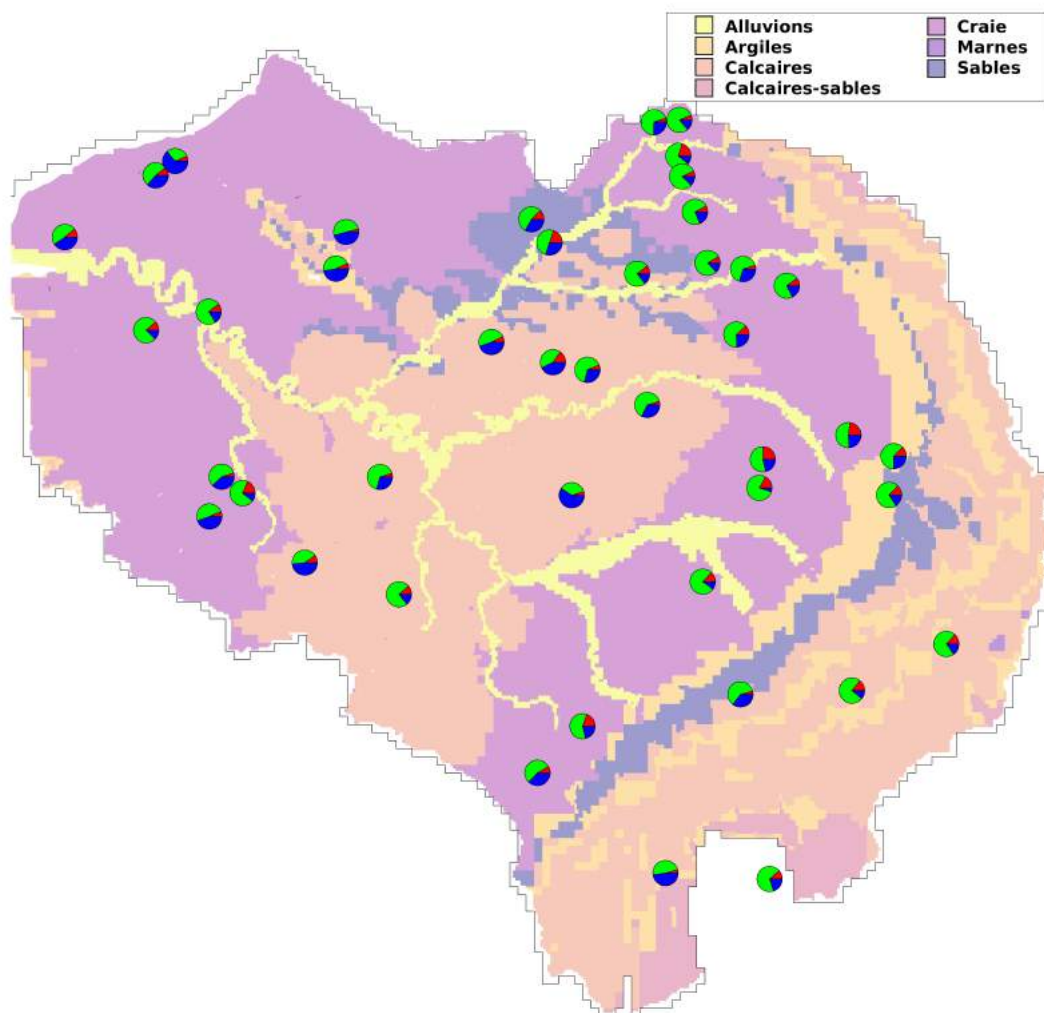 Alluvions
Argiles
Calcaires
Calcaires-sables
Craie
Marnes
Sables